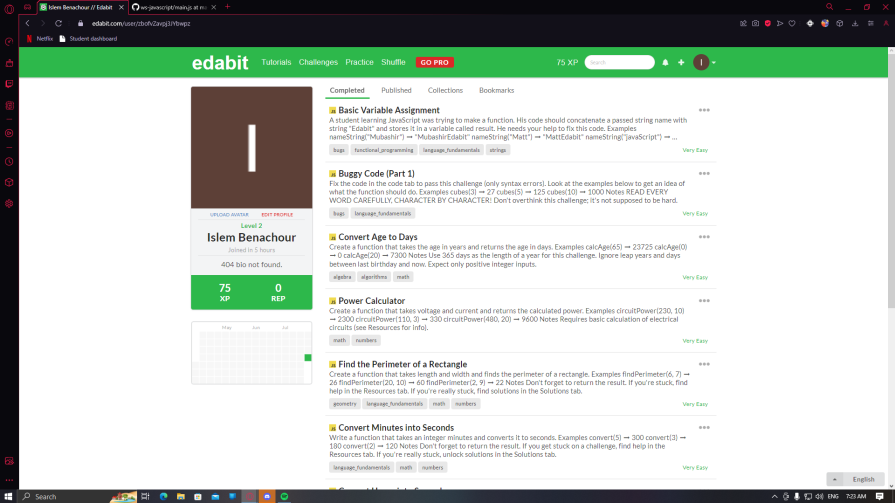 Islem Benachour // Edabit
ws-javascript/main.js at ma
edabit.com/user/zbofvZavpj3iYbwpz
Netflix
Student dashboard
edabit
Tutorials
Challenges
Practice
Shuffle
GO PRO
75 XP
Search
I
I
UPLOAD AVATAR
EDIT PROFILE
Level 2
Islem Benachour
Joined in 5 hours
404 bio not found.
75
XP
0
REP
May
Jun
Jul
Completed
Published
Collections
Bookmarks
Basic Variable Assignment
A student learning JavaScript was trying to make a function. His code should concatenate a passed string name with
string "Edabit" and stores it in a variable called result. He needs your help to fix this code. Examples
nameString("Mubashir") → "MubashirEdabit" nameString("Matt") → "MattEdabit" nameString("javaScript") → ...
bugs
functional_programming
language_fundamentals
strings
Very Easy
Buggy Code (Part 1)
Fix the code in the code tab to pass this challenge (only syntax errors). Look at the examples below to get an idea of
what the function should do. Examples cubes(3) → 27 cubes(5) → 125 cubes(10) → 1000 Notes READ EVERY
WORD CAREFULLY, CHARACTER BY CHARACTER! Don't overthink this challenge; it's not supposed to be hard.
bugs
language_fundamentals
Very Easy
Convert Age to Days
Create a function that takes the age in years and returns the age in days. Examples calcAge(65) → 23725 calcAge(0)
→ 0 calcAge(20) → 7300 Notes Use 365 days as the length of a year for this challenge. Ignore leap years and days
between last birthday and now. Expect only positive integer inputs.
algebra
algorithms
math
Very Easy
Power Calculator
Create a function that takes voltage and current and returns the calculated power. Examples circuitPower(230, 10)
→ 2300 circuitPower(110, 3) → 330 circuitPower(480, 20) → 9600 Notes Requires basic calculation of electrical
circuits (see Resources for info).
math
numbers
Very Easy
Find the Perimeter of a Rectangle
Create a function that takes length and width and finds the perimeter of a rectangle. Examples findPerimeter(6, 7) →
26 findPerimeter(20, 10) → 60 findPerimeter(2, 9) → 22 Notes Don't forget to return the result. If you're stuck, find
help in the Resources tab. If you're really stuck, find solutions in the Solutions tab.
geometry
language_fundamentals
math
numbers
Very Easy
Convert Minutes into Seconds
Write a function that takes an integer minutes and converts it to seconds. Examples convert(5) → 300 convert(3) →
180 convert(2) → 120 Notes Don't forget to return the result. If you get stuck on a challenge, find help in the
Resources tab. If you're really stuck, unlock solutions in the Solutions tab.
language_fundamentals
math
numbers
Very Easy
English
Search
ENG
7:23 AM